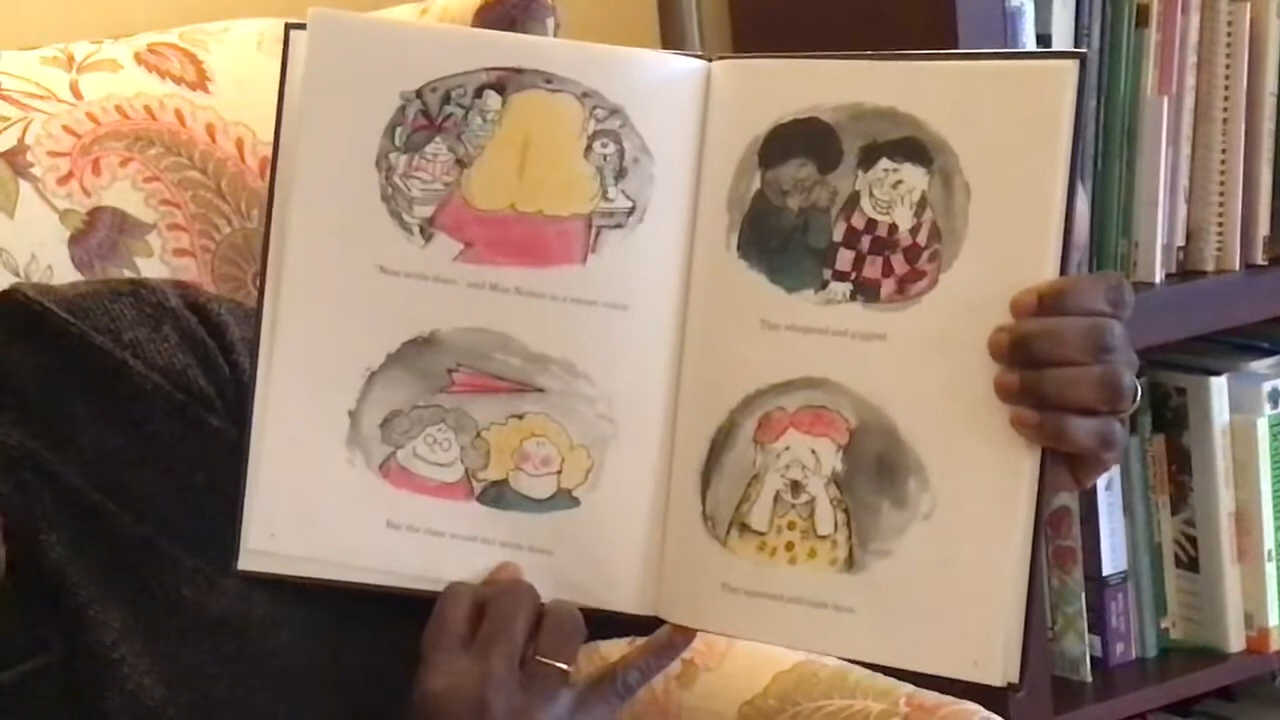 "Now settle down," said Miss Nelson in a sweet voice.
But the class would not settle down.
They whispered and giggled.
They squirmed and made faces.